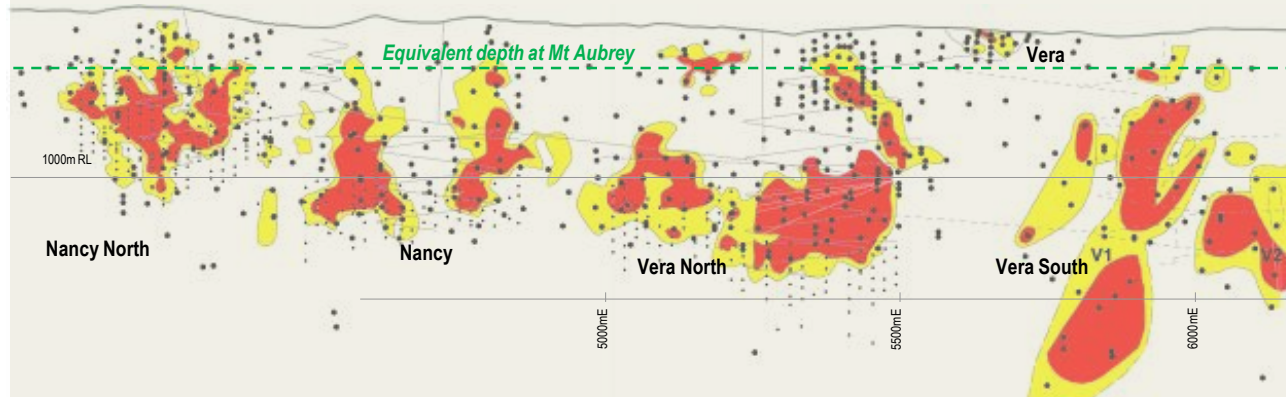 Equivalent depth at Mt Aubrey
Vera
1000m RL
Nancy North
Nancy
Vera North
Vera South
V1
V2
5000mE
5500mE
6000mE